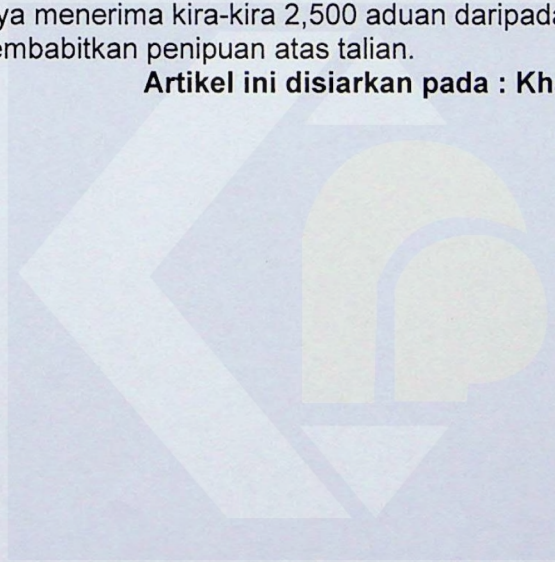 ya menerima kira-kira 2,500 aduan daripada
embabitkan penipuan atas talian.
Artikel ini disiarkan pada : Kh